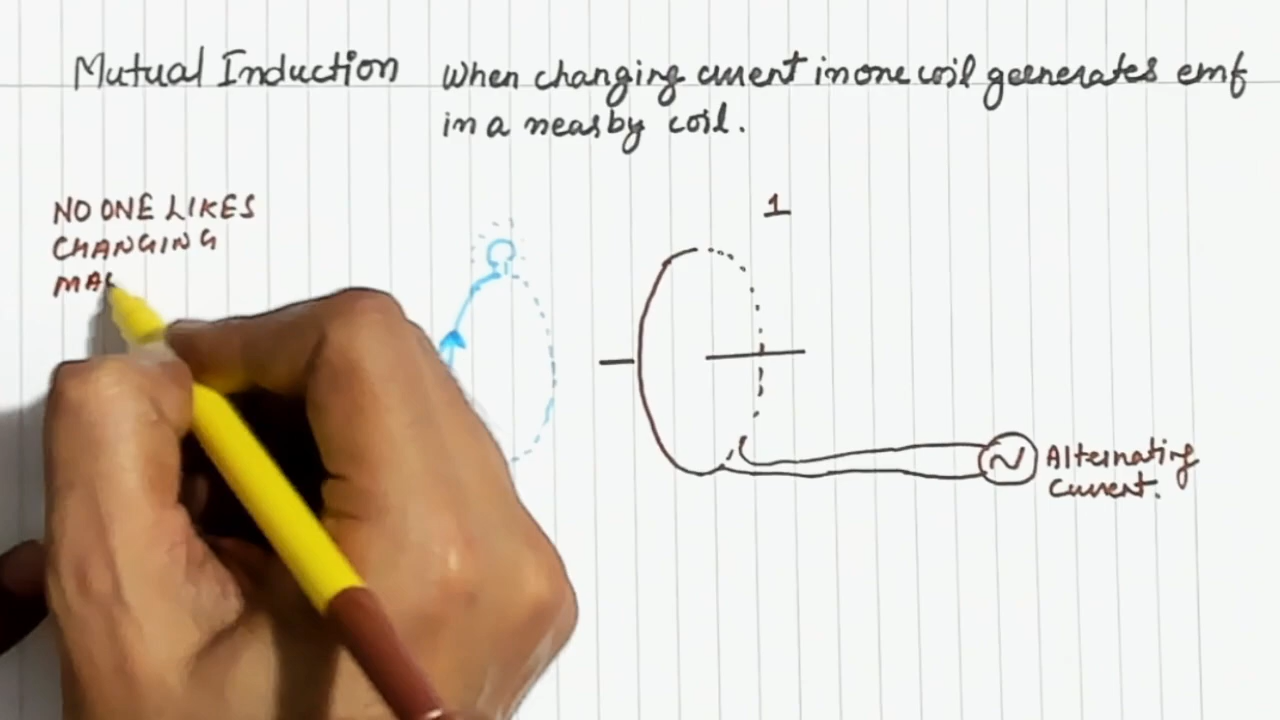 Mutual Induction
When changing current in one coil geenerates emf
in a nearby coil.
NO ONE LIKES
CHANGING
1
Alternating
Current.